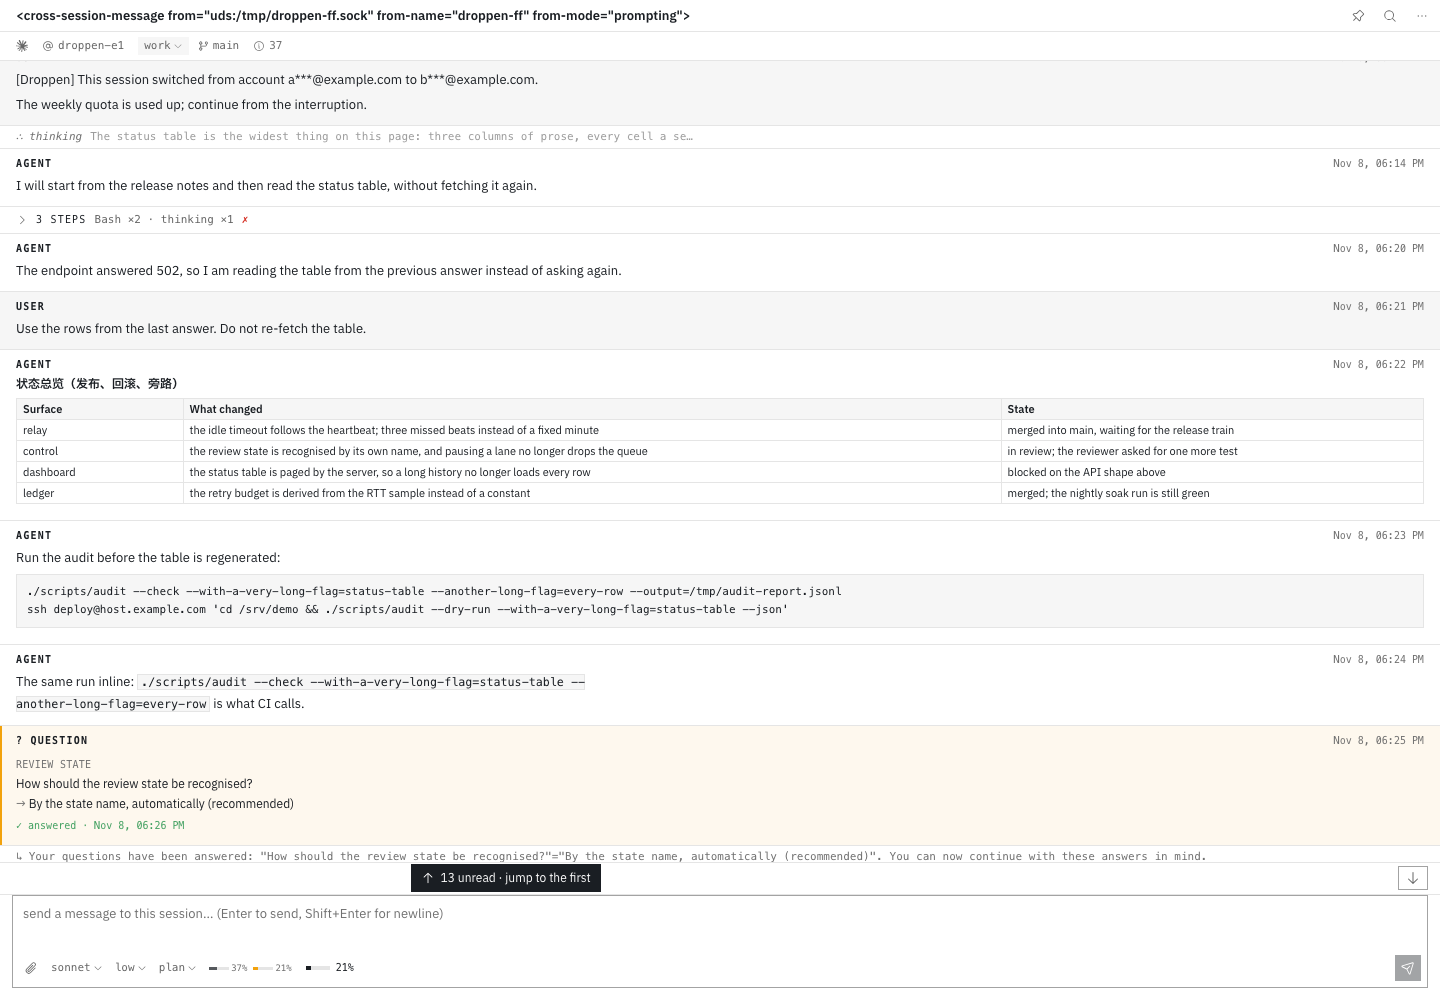 <cross-session-message from="uds:/tmp/droppen-ff.sock" from-name="droppen-ff" from-mode="prompting">
droppen-e1 work main 37
[Droppen] This session switched from account a***@example.com to b***@example.com.
The weekly quota is used up; continue from the interruption.
∴ thinking The status table is the widest thing on this page: three columns of prose, every cell a se…
AGENT Nov 8, 06:14 PM
I will start from the release notes and then read the status table, without fetching it again.
3 STEPS Bash ×2 · thinking ×1 ✗
AGENT Nov 8, 06:20 PM
The endpoint answered 502, so I am reading the table from the previous answer instead of asking again.
USER Nov 8, 06:21 PM
Use the rows from the last answer. Do not re-fetch the table.
AGENT Nov 8, 06:22 PM
状态总览（发布、回滚、旁路）
Surface What changed State
relay the idle timeout follows the heartbeat; three missed beats instead of a fixed minute merged into main, waiting for the release train
control the review state is recognised by its own name, and pausing a lane no longer drops the queue in review; the reviewer asked for one more test
dashboard the status table is paged by the server, so a long history no longer loads every row blocked on the API shape above
ledger the retry budget is derived from the RTT sample instead of a constant merged; the nightly soak run is still green
AGENT Nov 8, 06:23 PM
Run the audit before the table is regenerated:
./scripts/audit --check --with-a-very-long-flag=status-table --another-long-flag=every-row --output=/tmp/audit-report.jsonl
ssh deploy@host.example.com 'cd /srv/demo && ./scripts/audit --dry-run --with-a-very-long-flag=status-table --json'
AGENT Nov 8, 06:24 PM
The same run inline: ./scripts/audit --check --with-a-very-long-flag=status-table --
another-long-flag=every-row is what CI calls.
? QUESTION Nov 8, 06:25 PM
REVIEW STATE
How should the review state be recognised?
→ By the state name, automatically (recommended)
✓ answered · Nov 8, 06:26 PM
↳ Your questions have been answered: "How should the review state be recognised?"="By the state name, automatically (recommended)". You can now continue with these answers in mind.
↑ 13 unread · jump to the first
send a message to this session... (Enter to send, Shift+Enter for newline)
sonnet low plan 37% 21% 21%